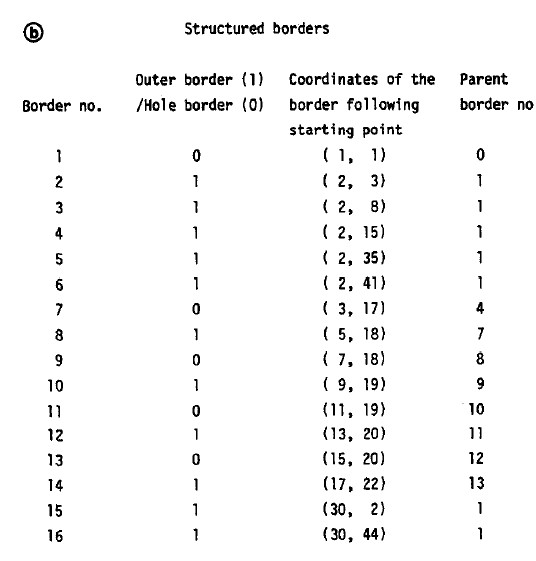 ⓑ Structured borders
Outer border (1) Coordinates of the Parent
Border no. /Hole border (0) border following border no
starting point
1 0 ( 1, 1) 0
2 1 ( 2, 3) 1
3 1 ( 2, 8) 1
4 1 ( 2, 15) 1
5 1 ( 2, 35) 1
6 1 ( 2, 41) 1
7 0 ( 3, 17) 4
8 1 ( 5, 18) 7
9 0 ( 7, 18) 8
10 1 ( 9, 19) 9
11 0 (11, 19) 10
12 1 (13, 20) 11
13 0 (15, 20) 12
14 1 (17, 22) 13
15 1 (30, 2) 1
16 1 (30, 44) 1